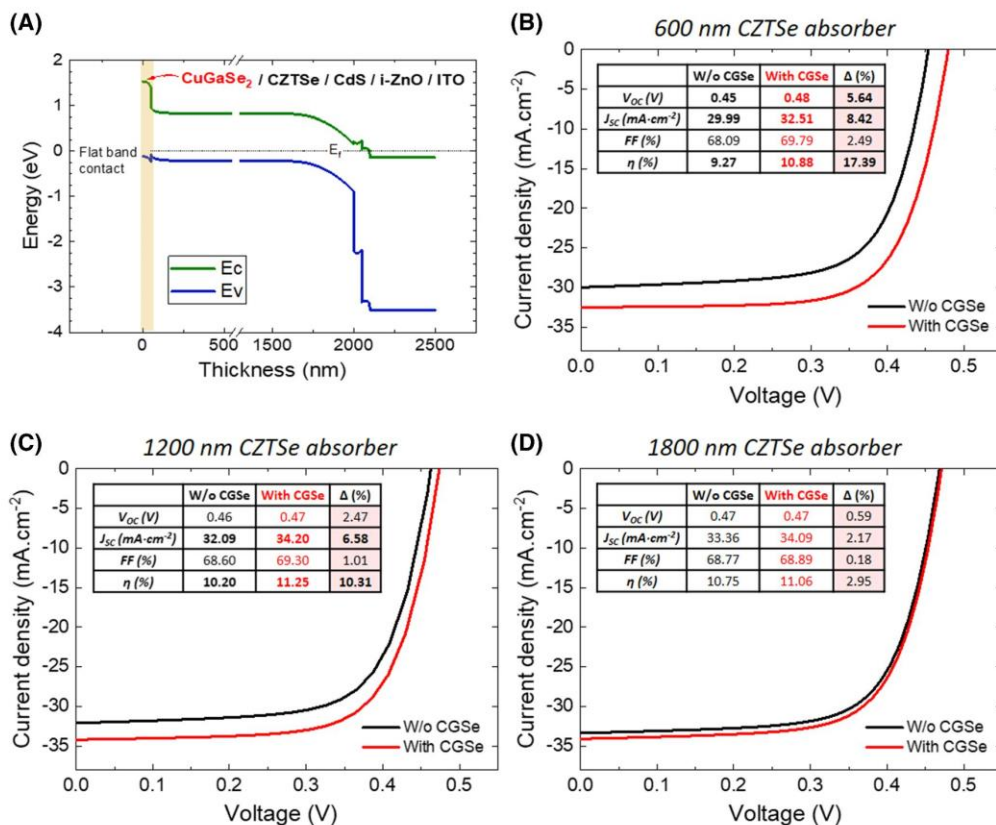 (A)
CuGaSe2 / CZTSe / CdS / i-ZnO / ITO
Flat band
contact
Ef
Ec
Ev
2
1
0
-1
-2
-3
-4
Energy (eV)
0 500 1500 2000 2500
Thickness (nm)
(B)
600 nm CZTSe absorber
W/o CGSe With CGSe Δ (%)
VOC (V) 0.45 0.48 5.64
JSC (mA·cm-2) 29.99 32.51 8.42
FF (%) 68.09 69.79 2.49
η (%) 9.27 10.88 17.39
W/o CGSe
With CGSe
0
-5
-10
-15
-20
-25
-30
-35
Current density (mA.cm-2)
0.0 0.1 0.2 0.3 0.4 0.5
Voltage (V)
(C)
1200 nm CZTSe absorber
W/o CGSe With CGSe Δ (%)
VOC (V) 0.46 0.47 2.47
JSC (mA·cm-2) 32.09 34.20 6.58
FF (%) 68.60 69.30 1.01
η (%) 10.20 11.25 10.31
W/o CGSe
With CGSe
0
-5
-10
-15
-20
-25
-30
-35
Current density (mA.cm-2)
0.0 0.1 0.2 0.3 0.4 0.5
Voltage (V)
(D)
1800 nm CZTSe absorber
W/o CGSe With CGSe Δ (%)
VOC (V) 0.47 0.47 0.59
JSC (mA·cm-2) 33.36 34.09 2.17
FF (%) 68.77 68.89 0.18
η (%) 10.75 11.06 2.95
W/o CGSe
With CGSe
0
-5
-10
-15
-20
-25
-30
-35
Current density (mA.cm-2)
0.0 0.1 0.2 0.3 0.4 0.5
Voltage (V)